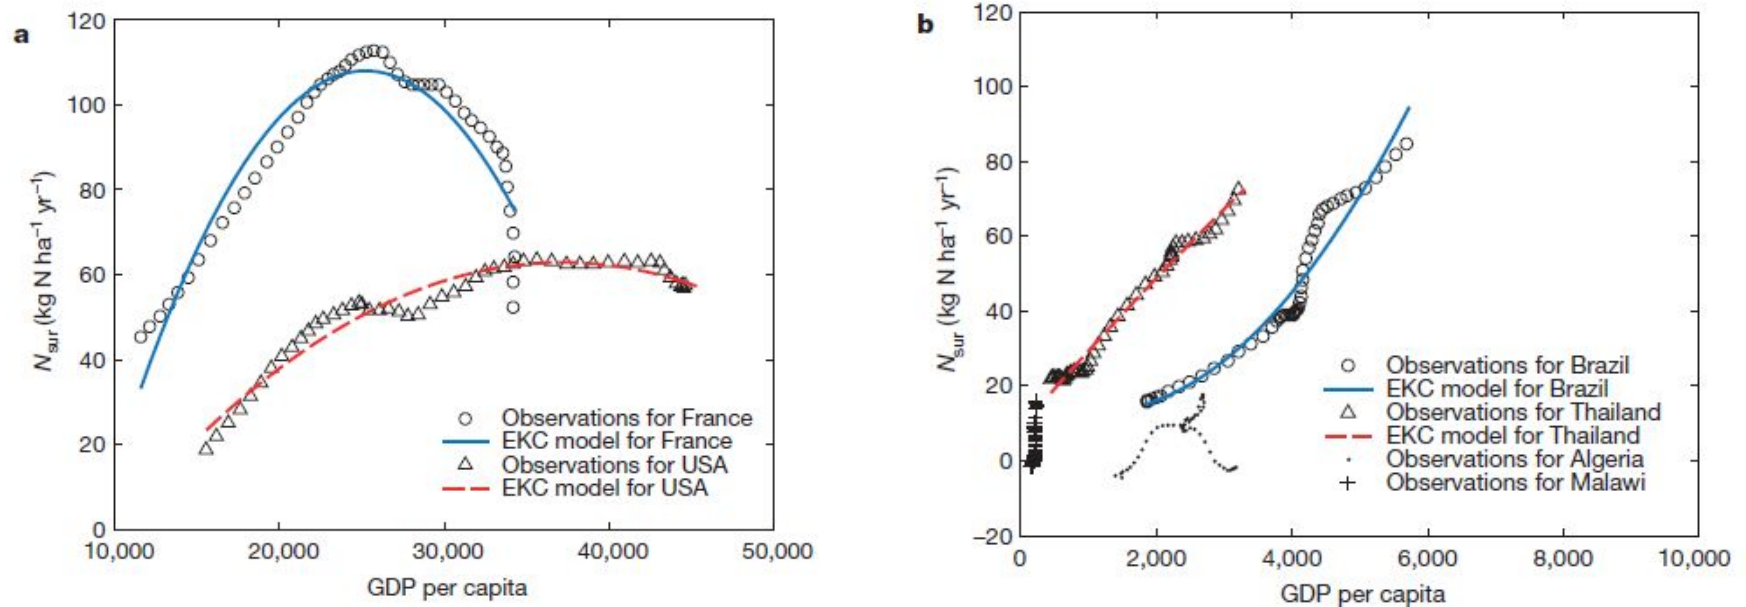 a
120
100
80
60
40
20
0
N sur (kg N ha–1 yr–1)
10,000 20,000 30,000 40,000 50,000
GDP per capita
Observations for France
EKC model for France
Observations for USA
EKC model for USA
b
120
100
80
60
40
20
0
–20
N sur (kg N ha–1 yr–1)
0 2,000 4,000 6,000 8,000 10,000
GDP per capita
Observations for Brazil
EKC model for Brazil
Observations for Thailand
EKC model for Thailand
Observations for Algeria
Observations for Malawi